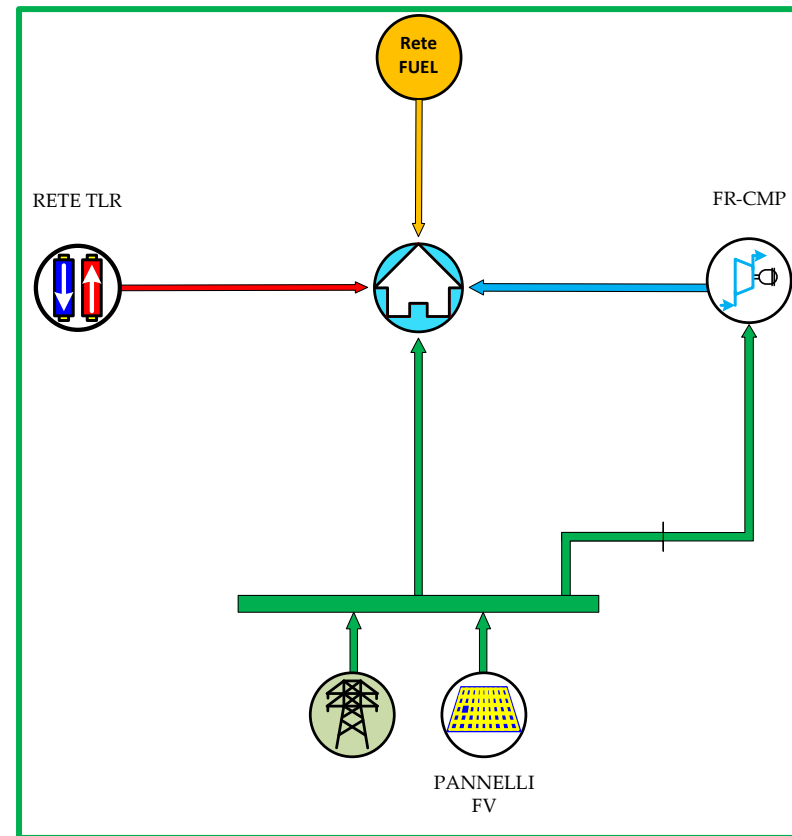 Rete
FUEL
RETE TLR
FR-CMP
PANNELLI
FV